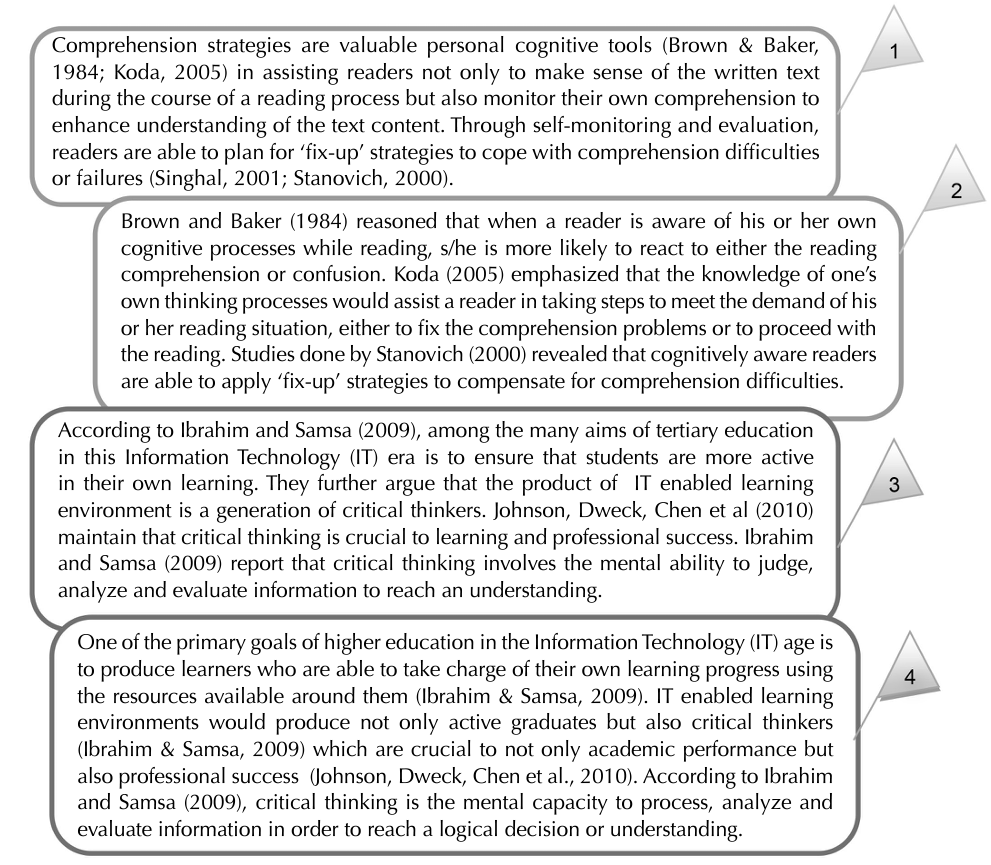 Comprehension strategies are valuable personal cognitive tools (Brown & Baker,
1984; Koda, 2005) in assisting readers not only to make sense of the written text
during the course of a reading process but also monitor their own comprehension to
enhance understanding of the text content. Through self-monitoring and evaluation,
readers are able to plan for ‘fix-up’ strategies to cope with comprehension difficulties
or failures (Singhal, 2001; Stanovich, 2000).
1
Brown and Baker (1984) reasoned that when a reader is aware of his or her own
cognitive processes while reading, s/he is more likely to react to either the reading
comprehension or confusion. Koda (2005) emphasized that the knowledge of one’s
own thinking processes would assist a reader in taking steps to meet the demand of his
or her reading situation, either to fix the comprehension problems or to proceed with
the reading. Studies done by Stanovich (2000) revealed that cognitively aware readers
are able to apply ‘fix-up’ strategies to compensate for comprehension difficulties.
2
According to Ibrahim and Samsa (2009), among the many aims of tertiary education
in this Information Technology (IT) era is to ensure that students are more active
in their own learning. They further argue that the product of IT enabled learning
environment is a generation of critical thinkers. Johnson, Dweck, Chen et al (2010)
maintain that critical thinking is crucial to learning and professional success. Ibrahim
and Samsa (2009) report that critical thinking involves the mental ability to judge,
analyze and evaluate information to reach an understanding.
3
One of the primary goals of higher education in the Information Technology (IT) age is
to produce learners who are able to take charge of their own learning progress using
the resources available around them (Ibrahim & Samsa, 2009). IT enabled learning
environments would produce not only active graduates but also critical thinkers
(Ibrahim & Samsa, 2009) which are crucial to not only academic performance but
also professional success (Johnson, Dweck, Chen et al., 2010). According to Ibrahim
and Samsa (2009), critical thinking is the mental capacity to process, analyze and
evaluate information in order to reach a logical decision or understanding.
4